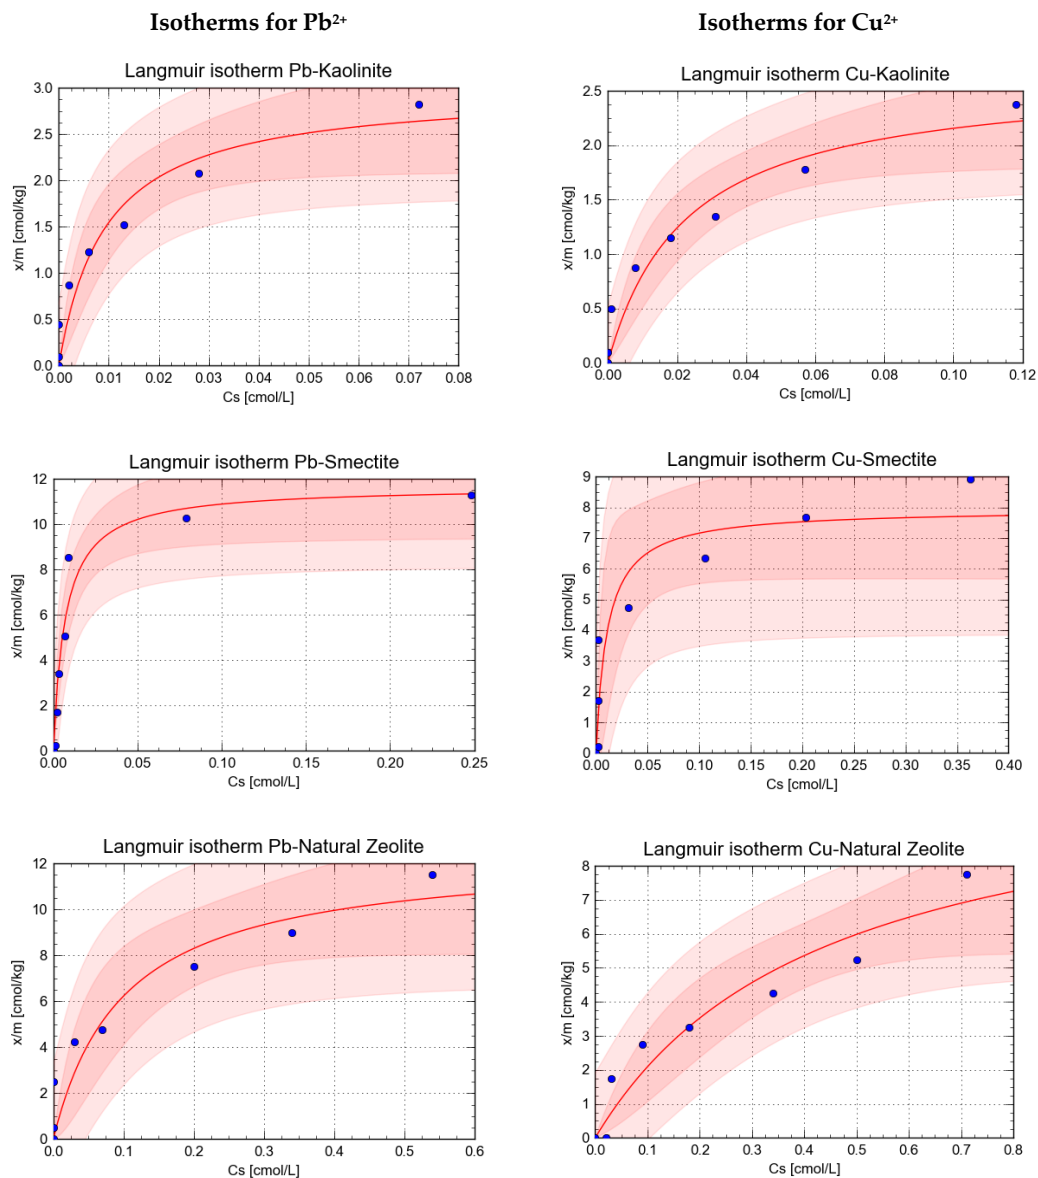 Isotherms for Pb²⁺
Isotherms for Cu²⁺
Langmuir isotherm Pb-Kaolinite
3.0
2.5
2.0
1.5
1.0
0.5
0.0
x/m [cmol/kg]
0.00 0.01 0.02 0.03 0.04 0.05 0.06 0.07 0.08
Cs [cmol/L]
Langmuir isotherm Cu-Kaolinite
2.5
2.0
1.5
1.0
0.5
0.0
x/m [cmol/kg]
0.00 0.02 0.04 0.06 0.08 0.10 0.12
Cs [cmol/L]
Langmuir isotherm Pb-Smectite
12
10
8
6
4
2
0
x/m [cmol/kg]
0.00 0.05 0.10 0.15 0.20 0.25
Cs [cmol/L]
Langmuir isotherm Cu-Smectite
9
8
7
6
5
4
3
2
1
0
x/m [cmol/kg]
0.00 0.05 0.10 0.15 0.20 0.25 0.30 0.35 0.40
Cs [cmol/L]
Langmuir isotherm Pb-Natural Zeolite
12
10
8
6
4
2
0
x/m [cmol/kg]
0.0 0.1 0.2 0.3 0.4 0.5 0.6
Cs [cmol/L]
Langmuir isotherm Cu-Natural Zeolite
8
7
6
5
4
3
2
1
0
x/m [cmol/kg]
0.0 0.1 0.2 0.3 0.4 0.5 0.6 0.7 0.8
Cs [cmol/L]